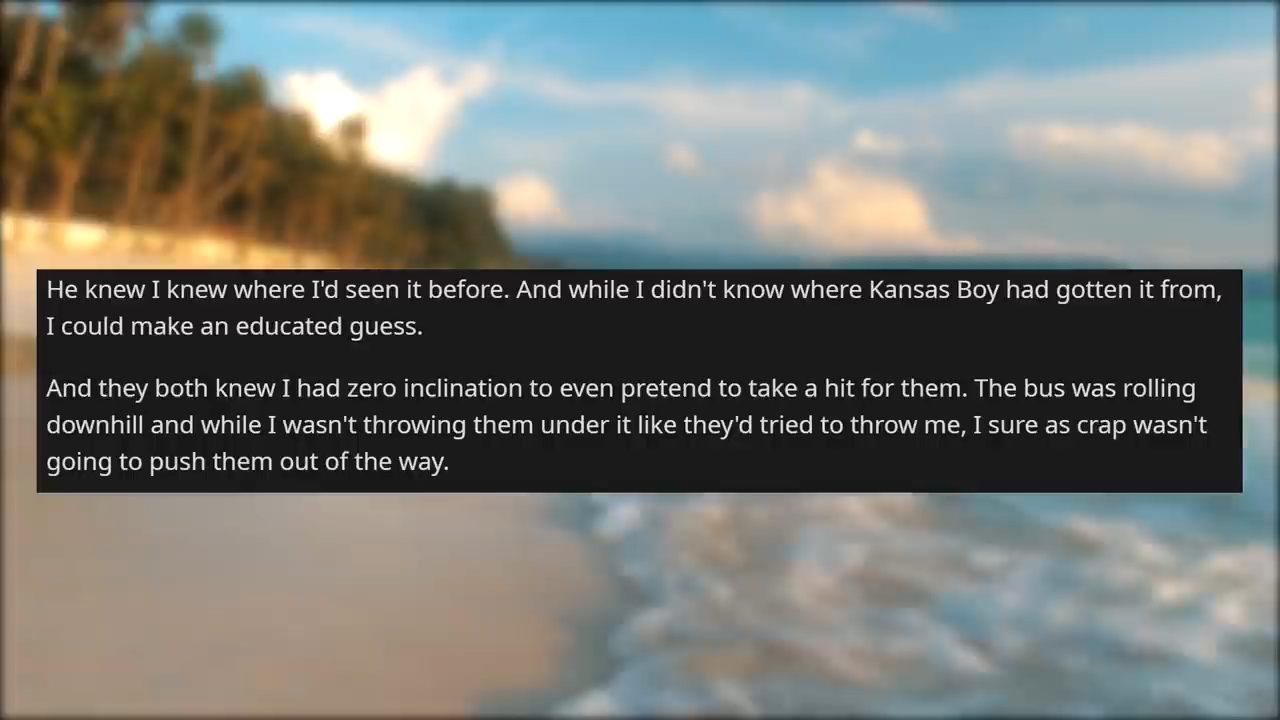 He knew I knew where I'd seen it before. And while I didn't know where Kansas Boy had gotten it from,
I could make an educated guess.
And they both knew I had zero inclination to even pretend to take a hit for them. The bus was rolling
downhill and while I wasn't throwing them under it like they'd tried to throw me, I sure as crap wasn't
going to push them out of the way.